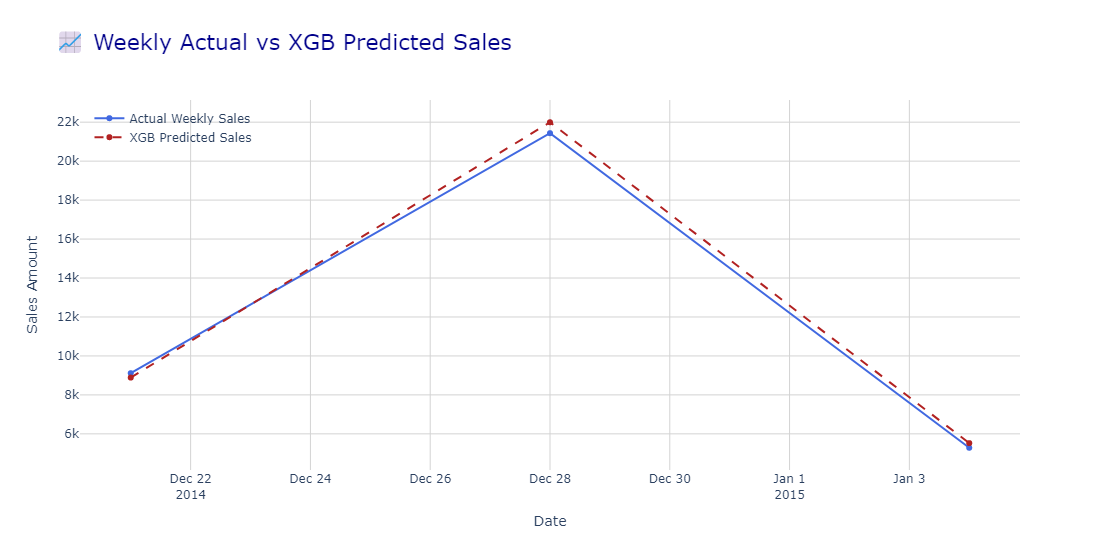 📈 Weekly Actual vs XGB Predicted Sales
Actual Weekly Sales
XGB Predicted Sales
22k
20k
18k
16k
14k
12k
10k
8k
6k
Sales Amount
Dec 22 Dec 24 Dec 26 Dec 28 Dec 30 Jan 1 Jan 3
2014 2015
Date